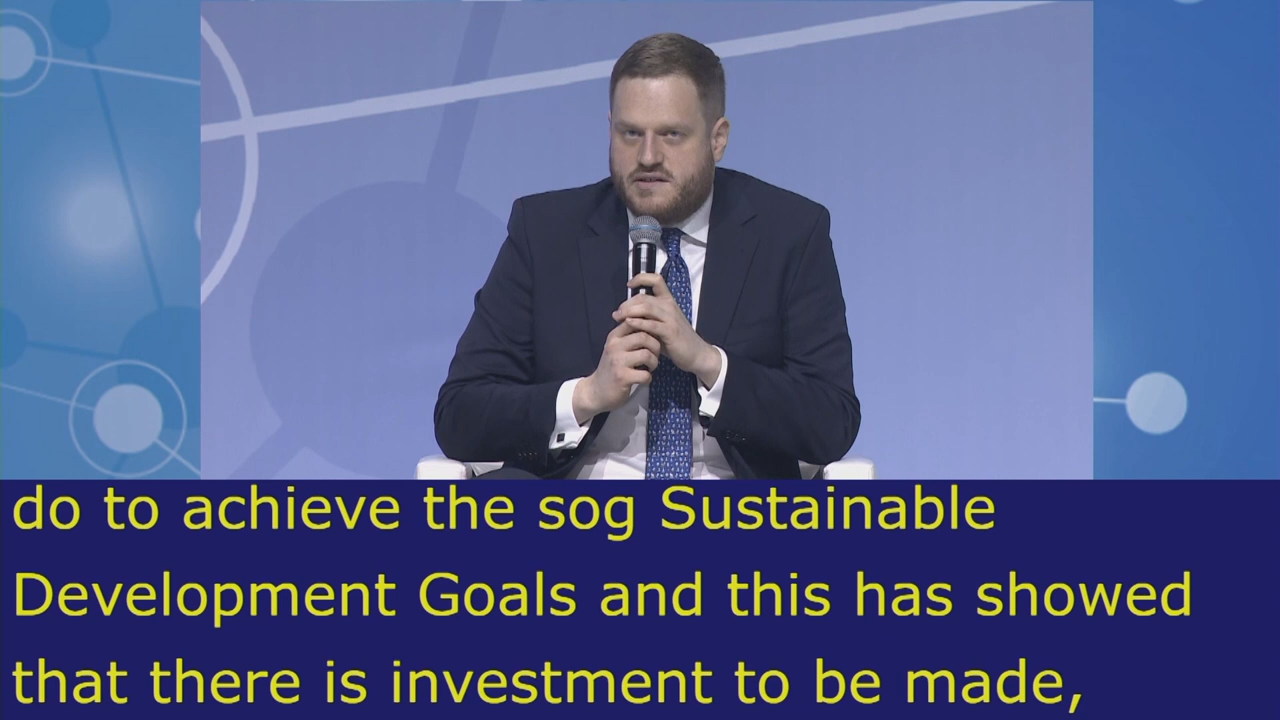 do to achieve the sog Sustainable
Development Goals and this has showed
that there is investment to be made,